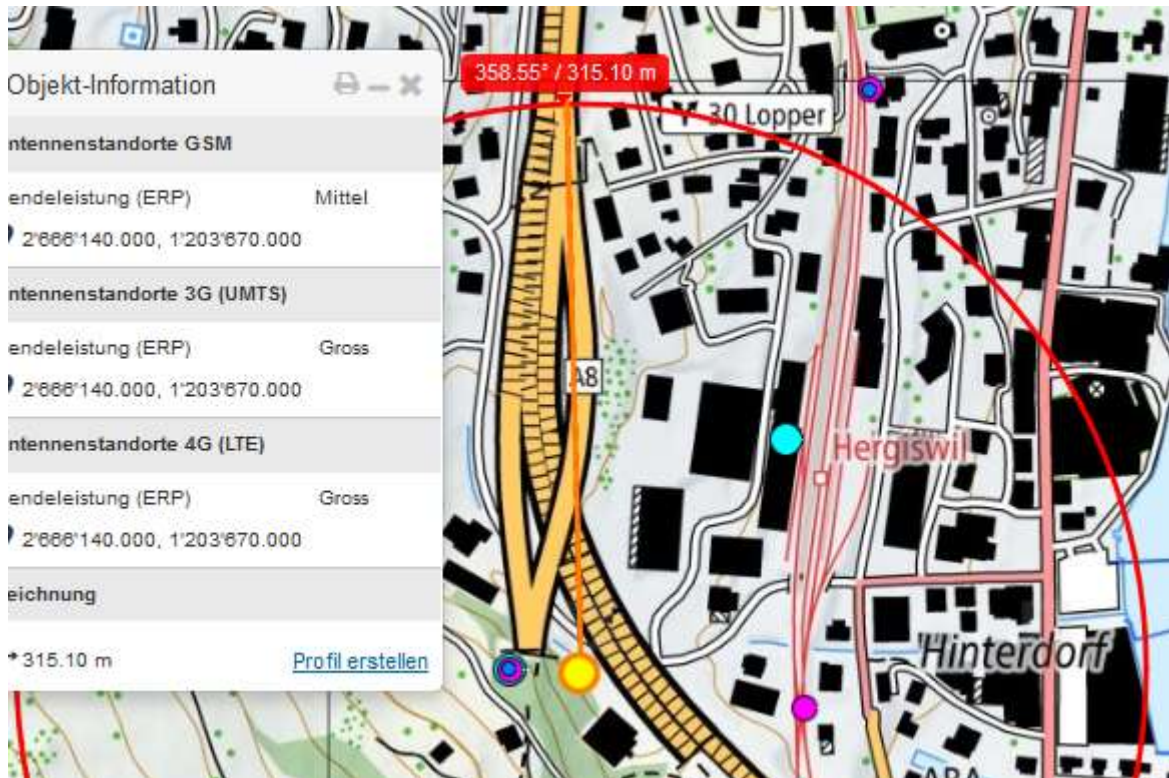 Objekt-Information
ntennenstandorte GSM
endeleistung (ERP) Mittel
2'666'140.000, 1'203'670.000
ntennenstandorte 3G (UMTS)
endeleistung (ERP) Gross
2'666'140.000, 1'203'670.000
ntennenstandorte 4G (LTE)
endeleistung (ERP) Gross
2'666'140.000, 1'203'670.000
eichnung
315.10 m Profil erstellen
358.55° / 315.10 m
30 Lopper
A8
Hergiswil
Hinterdorf
ARA